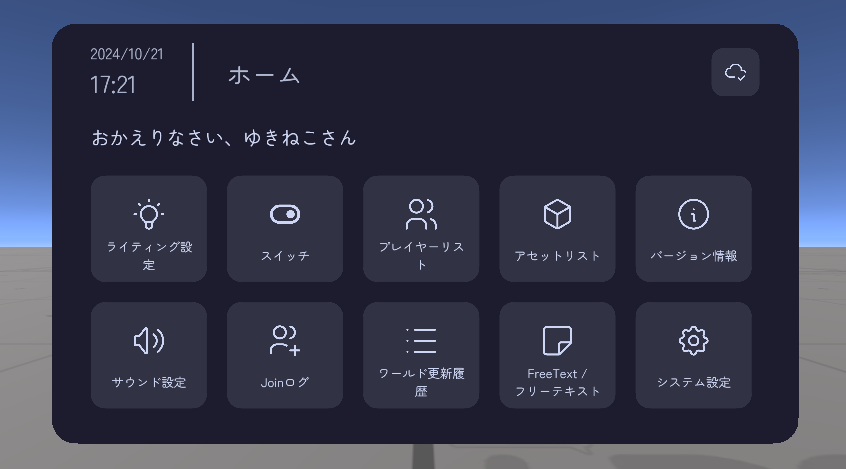 2024/10/21
17:21
ホーム
おかえりなさい、ゆきねこさん
ライティング設
定
スイッチ
プレイヤーリス
ト
アセットリスト
バージョン情報
サウンド設定
Joinログ
ワールド更新履
歴
FreeText /
フリーテキスト
システム設定